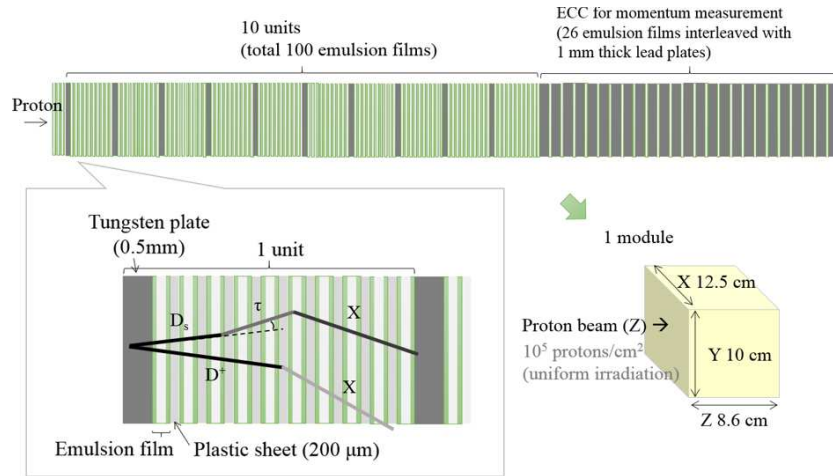 10 units
(total 100 emulsion films)
ECC for momentum measurement
(26 emulsion films interleaved with
1 mm thick lead plates)
Proton
Tungsten plate
(0.5mm)
1 unit
τ
X
Dₛ
D⁺
X
Emulsion film
Plastic sheet (200 μm)
1 module
X 12.5 cm
Proton beam (Z)
10⁵ protons/cm²
(uniform irradiation)
Y 10 cm
Z 8.6 cm